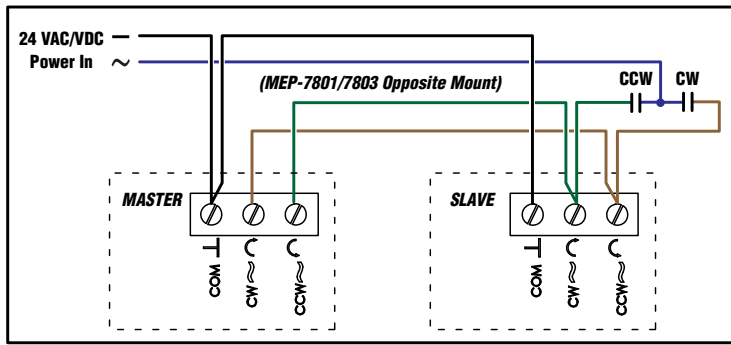 24 VAC/VDC —
Power In ~
(MEP-7801/7803 Opposite Mount)
CCW CW
MASTER
SLAVE
COM
CW
CCW
COM
CW
CCW